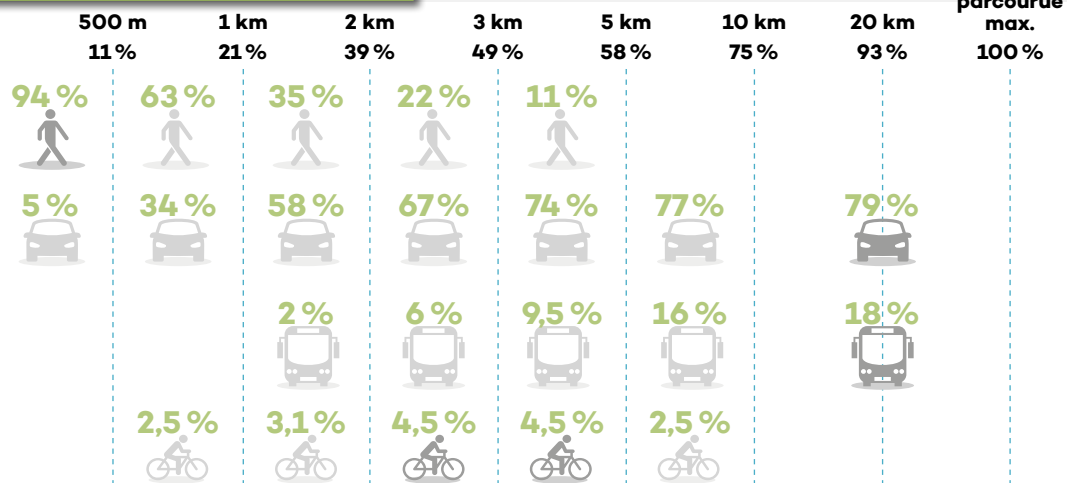 parcourue
500 m 1 km 2 km 3 km 5 km 10 km 20 km max.
11 % 21 % 39 % 49 % 58 % 75 % 93 % 100 %
94 % 63 % 35 % 22 % 11 %
5 % 34 % 58 % 67 % 74 % 77 % 79 %
2 % 6 % 9,5 % 16 % 18 %
2,5 % 3,1 % 4,5 % 4,5 % 2,5 %